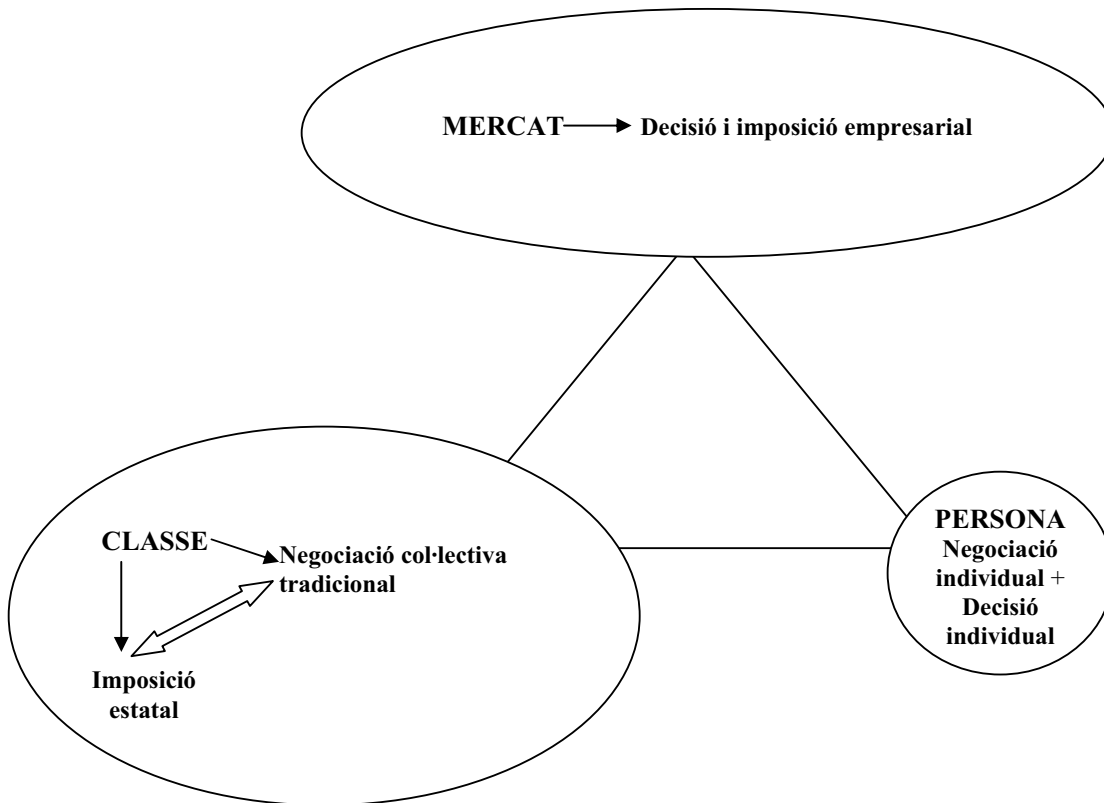 MERCAT Decisió i imposició empresarial
CLASSE
Negociació col·lectiva
tradicional
Imposició
estatal
PERSONA
Negociació
individual +
Decisió
individual